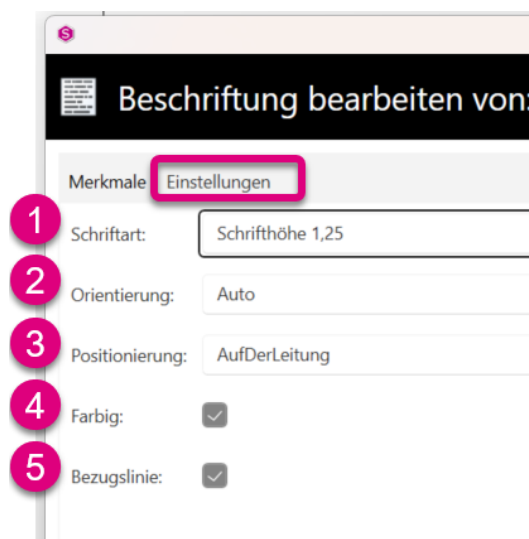 S
Beschriftung bearbeiten von:
Merkmale Einstellungen
1 Schriftart: Schrifthöhe 1,25
2 Orientierung: Auto
3 Positionierung: AufDerLeitung
4 Farbig:
5 Bezugslinie: